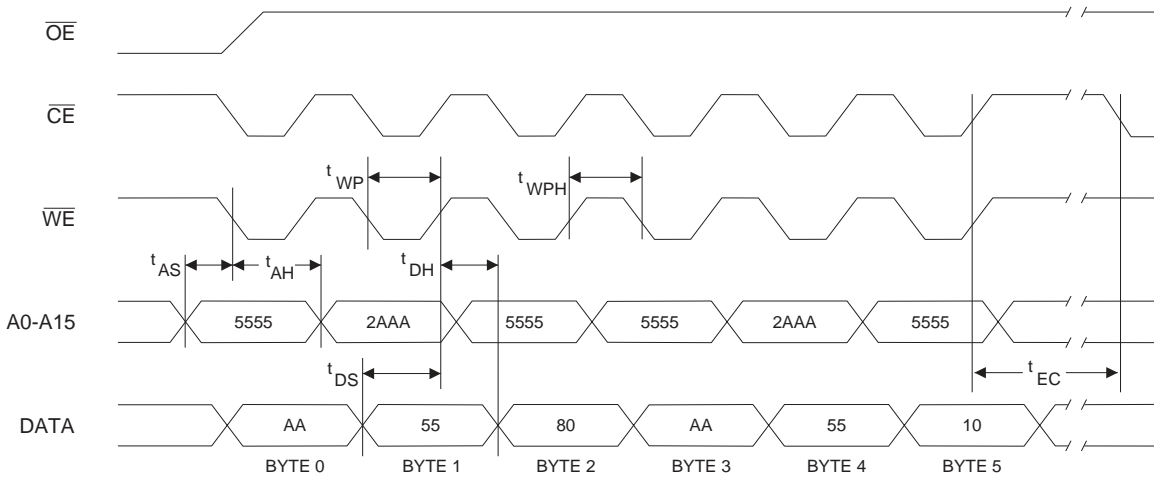 OE
CE
t WP
t WPH
WE
t AS
t AH
t DH
A0-A15
5555
2AAA
5555
5555
2AAA
5555
t DS
t EC
DATA
AA
55
80
AA
55
10
BYTE 0
BYTE 1
BYTE 2
BYTE 3
BYTE 4
BYTE 5